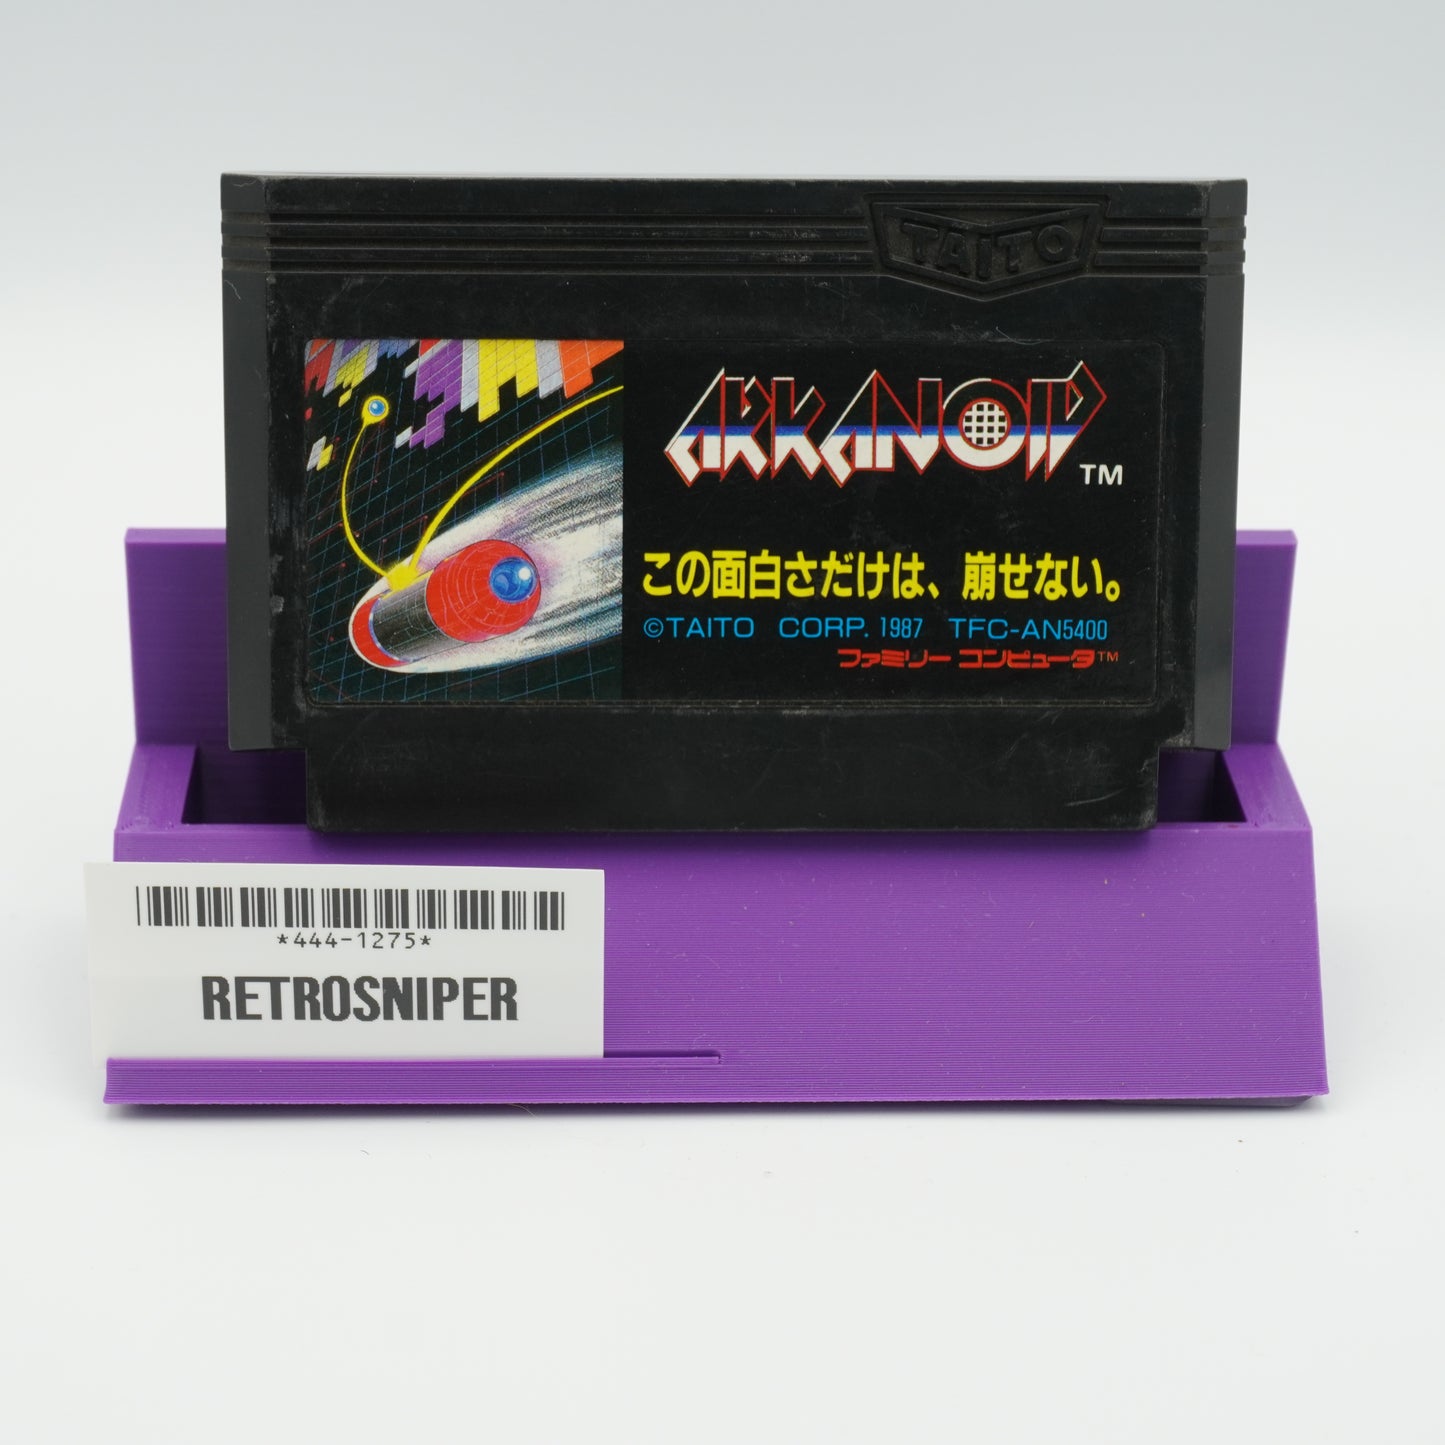 TAITO
ARKANOID
TM
この面白さだけは、崩せない。
©TAITO CORP. 1987 TFC-AN5400
ファミリー コンピュータ™
*444-1275*
RETROSNIPER